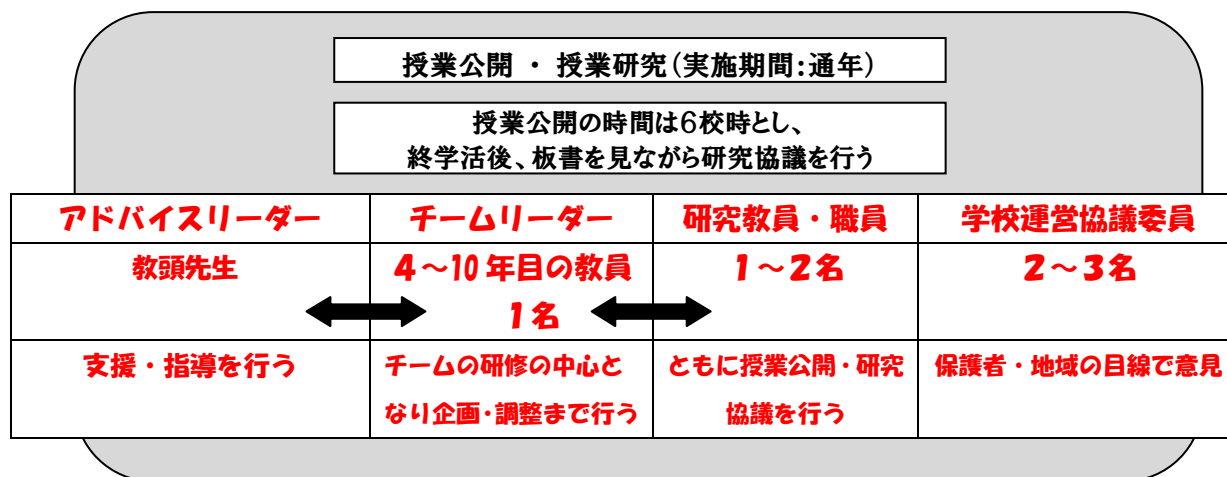 授業公開 ・ 授業研究（実施期間：通年）
授業公開の時間は6校時とし、
終学活後、板書を見ながら研究協議を行う
アドバイスリーダー
チームリーダー
研究教員・職員
学校運営協議委員
教頭先生
4～10年目の教員
1名
1～2名
2～3名
支援・指導を行う
チームの研修の中心と
なり企画・調整まで行う
ともに授業公開・研究
協議を行う
保護者・地域の目線で意見